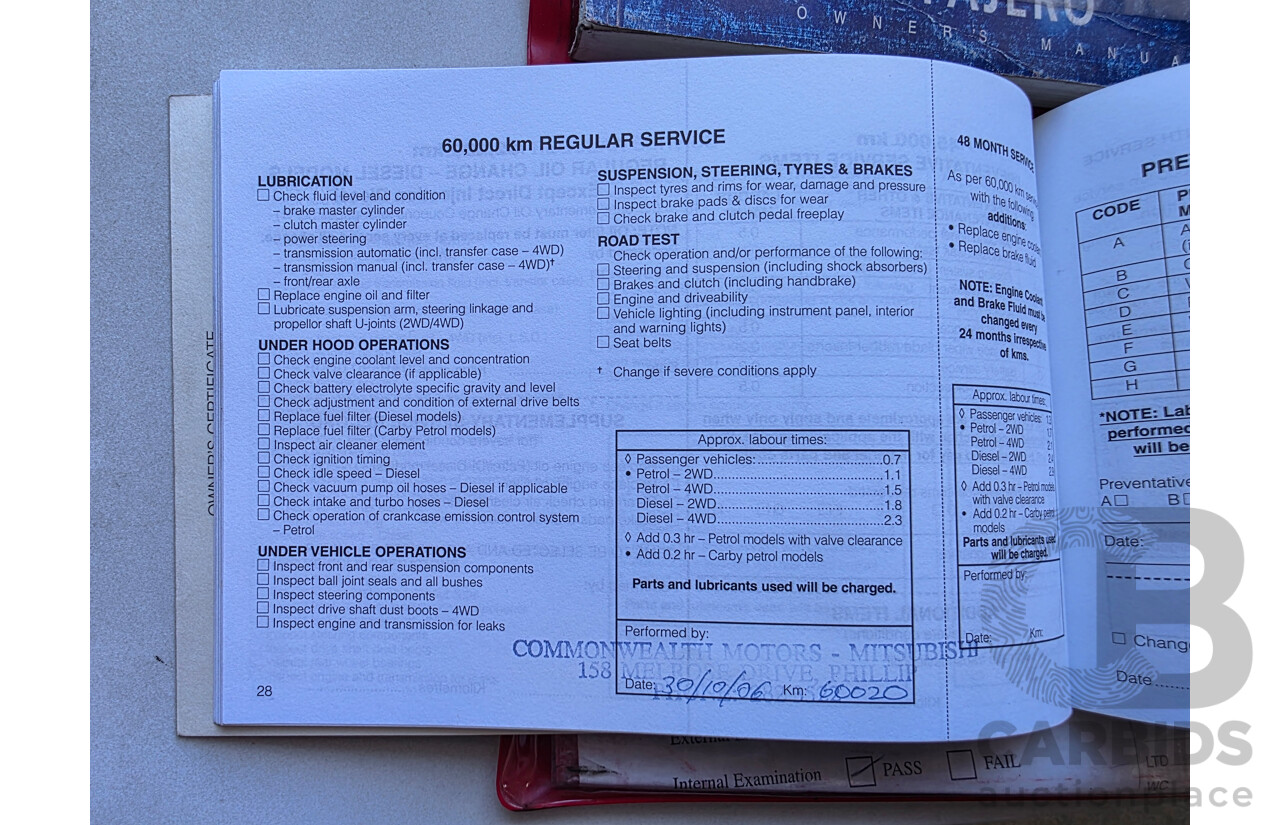 PAJERO
OWNER'S MANUA
60,000 km REGULAR SERVICE
LUBRICATION
Check fluid level and condition
– brake master cylinder
– clutch master cylinder
– power steering
– transmission automatic (incl. transfer case – 4WD)
– transmission manual (incl. transfer case – 4WD)†
– front/rear axle
Replace engine oil and filter
Lubricate suspension arm, steering linkage and
propellor shaft U-joints (2WD/4WD)
UNDER HOOD OPERATIONS
Check engine coolant level and concentration
Check valve clearance (if applicable)
Check battery electrolyte specific gravity and level
Check adjustment and condition of external drive belts
Replace fuel filter (Diesel models)
Replace fuel filter (Carby Petrol models)
Inspect air cleaner element
Check ignition timing
Check idle speed – Diesel
Check vacuum pump oil hoses – Diesel if applicable
Check intake and turbo hoses – Diesel
Check operation of crankcase emission control system
– Petrol
UNDER VEHICLE OPERATIONS
Inspect front and rear suspension components
Inspect ball joint seals and all bushes
Inspect steering components
Inspect drive shaft dust boots – 4WD
Inspect engine and transmission for leaks
28
SUSPENSION, STEERING, TYRES & BRAKES
Inspect tyres and rims for wear, damage and pressure
Inspect brake pads & discs for wear
Check brake and clutch pedal freeplay
ROAD TEST
Check operation and/or performance of the following:
Steering and suspension (including shock absorbers)
Brakes and clutch (including handbrake)
Engine and driveability
Vehicle lighting (including instrument panel, interior
and warning lights)
Seat belts
† Change if severe conditions apply
Approx. labour times:
◊ Passenger vehicles:..............................0.7
• Petrol – 2WD..........................................1.1
Petrol – 4WD..........................................1.5
Diesel – 2WD..........................................1.8
Diesel – 4WD..........................................2.3
◊ Add 0.3 hr – Petrol models with valve clearance
• Add 0.2 hr – Carby petrol models
Parts and lubricants used will be charged.
Performed by:
COMMONWEALTH MOTORS - MITSUBISHI
158 MELROSE DRIVE, PHILLIP
Date: 30/10/06 Km: 60020
48 MONTH SERVICE
As per 60,000 km serv
with the following
additions:
• Replace engine coolan
• Replace brake fluid
NOTE: Engine Coolant
and Brake Fluid must be
changed every
24 months irrespective
of kms.
Approx. labour times:
◊ Passenger vehicles:
• Petrol – 2WD
Petrol – 4WD
Diesel – 2WD
Diesel – 4WD
◊ Add 0.3 hr – Petrol models
with valve clearance
• Add 0.2 hr – Carby petrol
models
Parts and lubricants used
will be charged.
Performed by:
Date: Km:
PRE
CODE
A
B
C
D
E
F
G
H
*NOTE: Lab
performed
will be
Preventative
A B
Date:
Change
Date
OWNER'S CERTIFICATE
Internal Examination PASS FAIL
LTD
CARBIDS
auctionplace